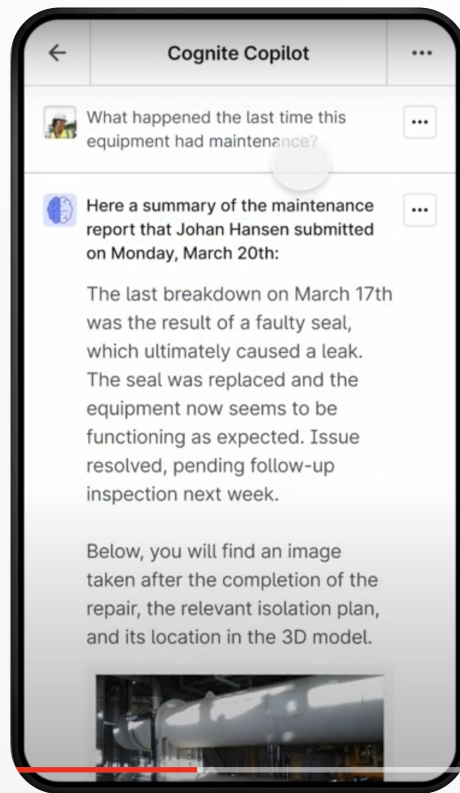 Cognite Copilot
What happened the last time this
equipment had maintenance?
Here a summary of the maintenance
report that Johan Hansen submitted
on Monday, March 20th:
The last breakdown on March 17th
was the result of a faulty seal,
which ultimately caused a leak.
The seal was replaced and the
equipment now seems to be
functioning as expected. Issue
resolved, pending follow-up
inspection next week.
Below, you will find an image
taken after the completion of the
repair, the relevant isolation plan,
and its location in the 3D model.